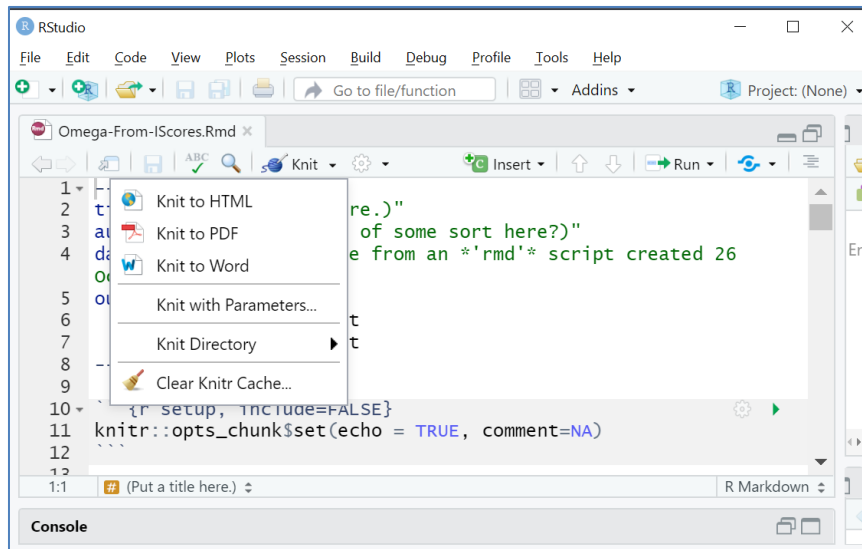 RStudio
File Edit Code View Plots Session Build Debug Profile Tools Help
Go to file/function Addins Project: (None)
Omega-From-IScores.Rmd
ABC Knit Insert Run
1 --
2 t re.)"
3 au of some sort here?)"
4 da e from an *'rmd'* script created 26
Oc
5 ou
6 t
7 t
8 --
9
10 ` {r setup, include=FALSE}
11 knitr::opts_chunk$set(echo = TRUE, comment=NA)
12 ```
13
Knit to HTML
Knit to PDF
Knit to Word
Knit with Parameters...
Knit Directory
Clear Knitr Cache...
1:1 # (Put a title here.) R Markdown
Console